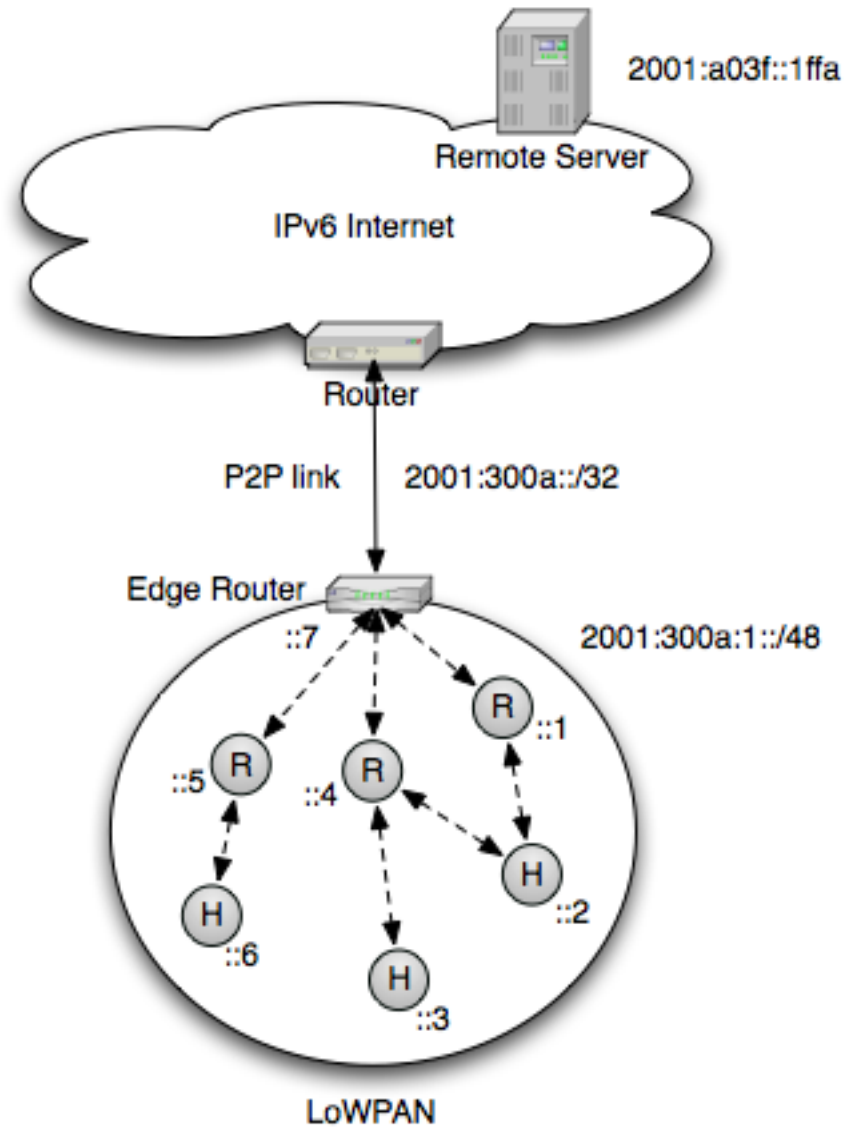 2001:a03f::1ffa
Remote Server
IPv6 Internet
Router
P2P link 2001:300a::/32
Edge Router
::7 2001:300a:1::/48
R
::1
R
::5
R
::4
H
::2
H
::6
H
::3
LoWPAN